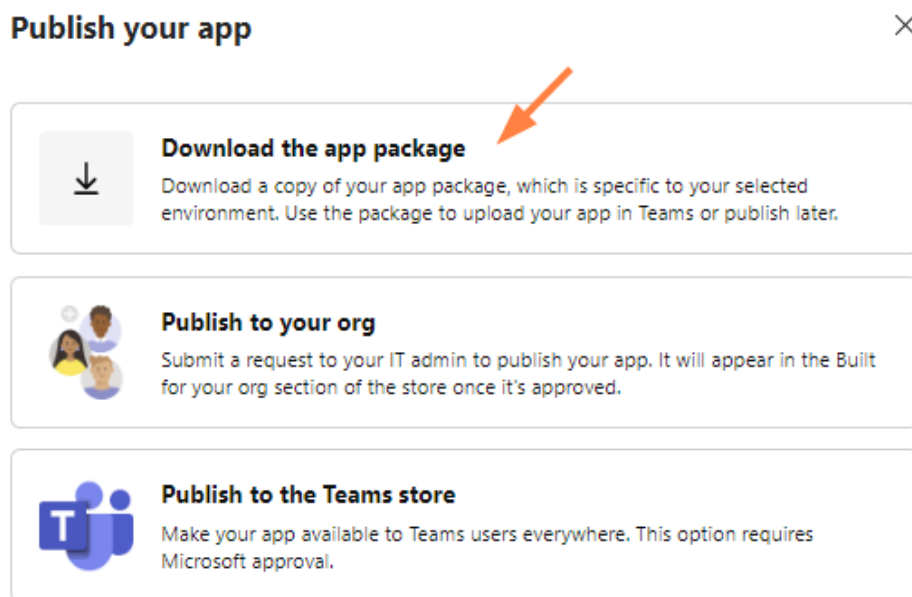 Publish your app
Download the app package
Download a copy of your app package, which is specific to your selected
environment. Use the package to upload your app in Teams or publish later.
Publish to your org
Submit a request to your IT admin to publish your app. It will appear in the Built
for your org section of the store once it's approved.
T
Publish to the Teams store
Make your app available to Teams users everywhere. This option requires
Microsoft approval.